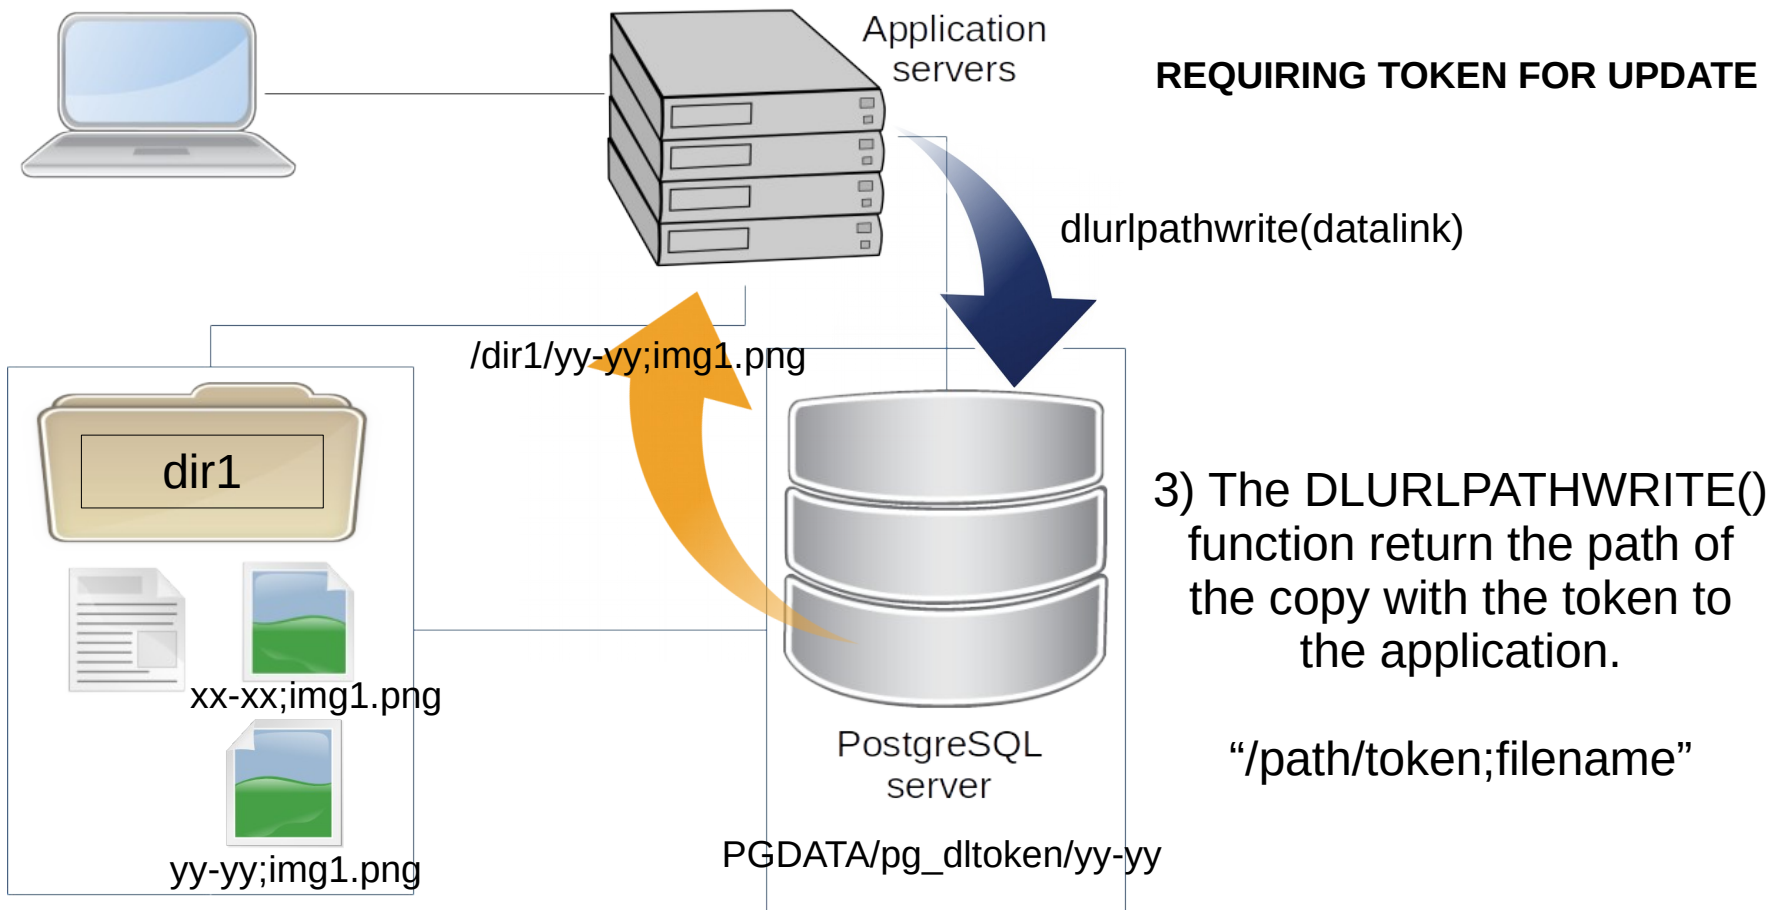 Application
servers
REQUIRING TOKEN FOR UPDATE
dlurlpathwrite(datalink)
/dir1/yy-yy;img1.png
dir1
xx-xx;img1.png
yy-yy;img1.png
PostgreSQL
server
PGDATA/pg_dltoken/yy-yy
3) The DLURLPATHWRITE()
function return the path of
the copy with the token to
the application.
“/path/token;filename”